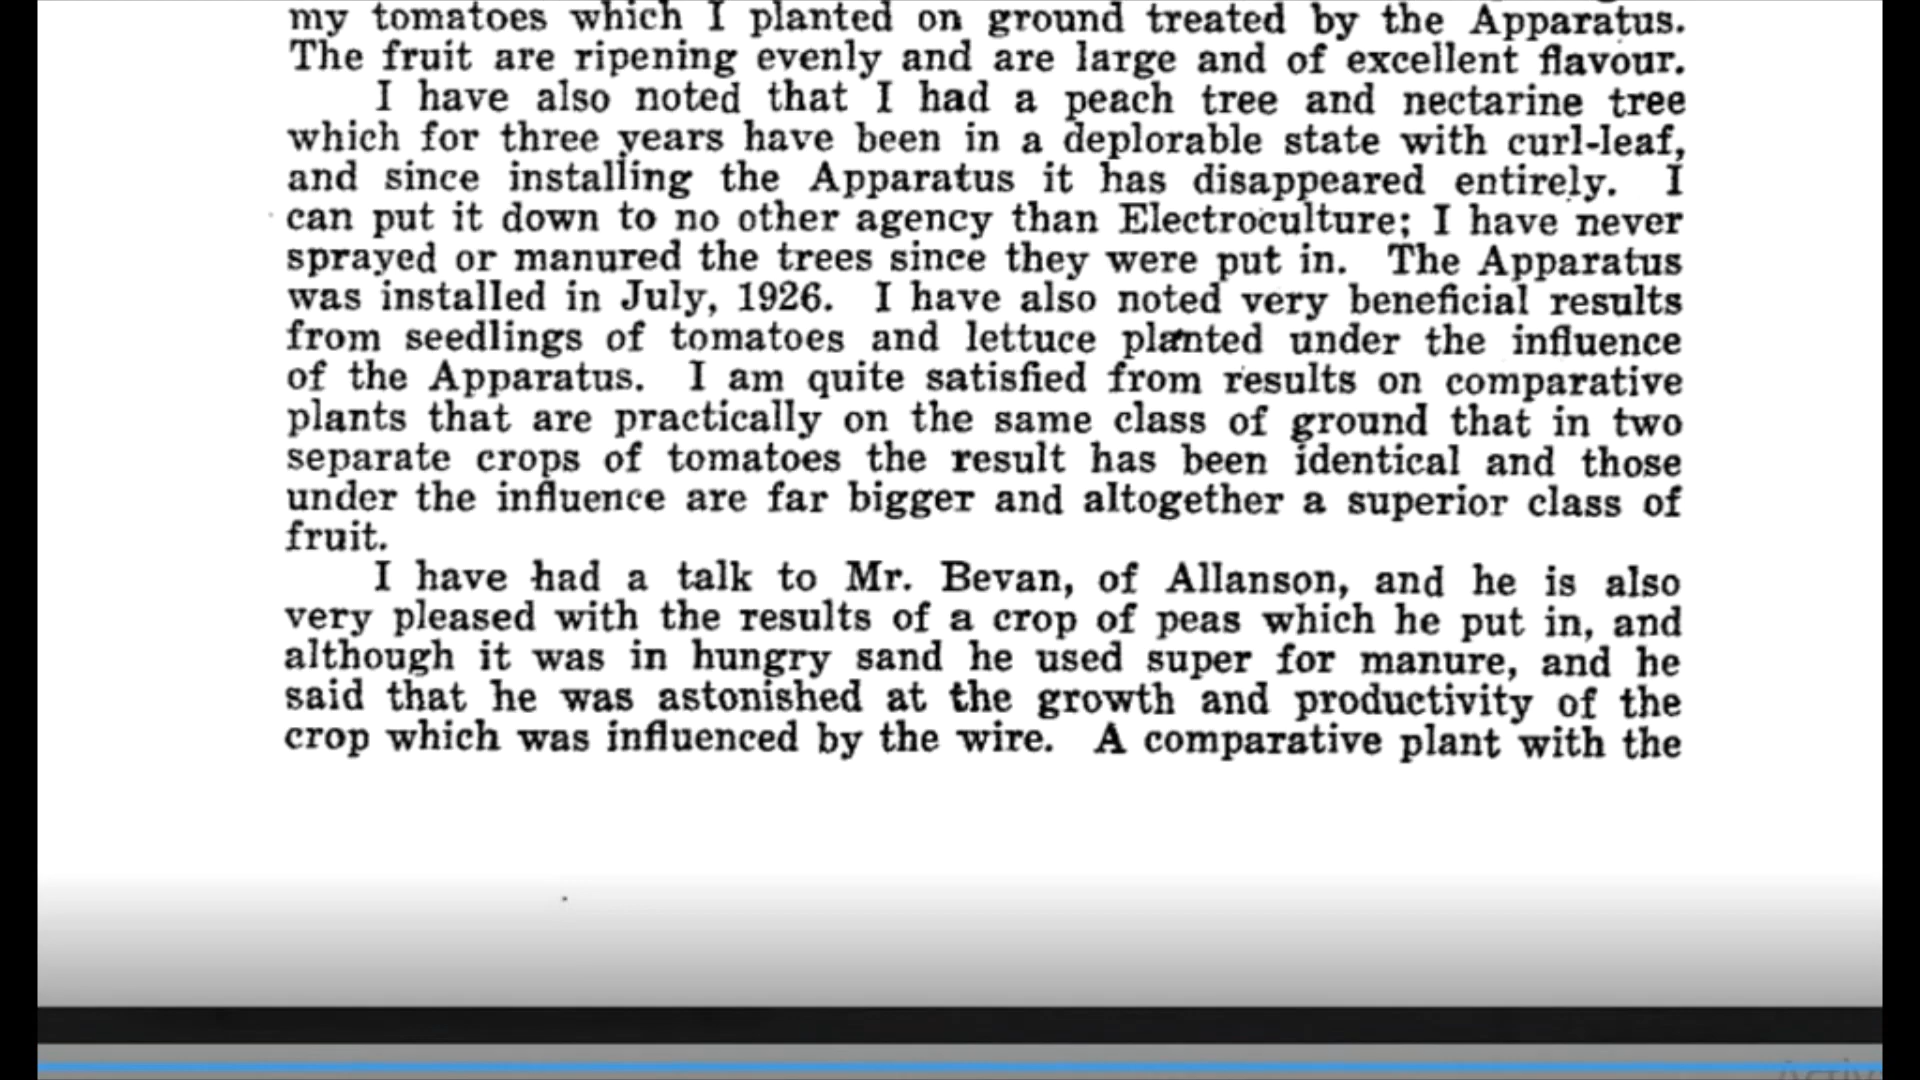 my tomatoes which I planted on ground treated by the Apparatus.
The fruit are ripening evenly and are large and of excellent flavour.
I have also noted that I had a peach tree and nectarine tree
which for three years have been in a deplorable state with curl-leaf,
and since installing the Apparatus it has disappeared entirely. I
can put it down to no other agency than Electroculture; I have never
sprayed or manured the trees since they were put in. The Apparatus
was installed in July, 1926. I have also noted very beneficial results
from seedlings of tomatoes and lettuce planted under the influence
of the Apparatus. I am quite satisfied from results on comparative
plants that are practically on the same class of ground that in two
separate crops of tomatoes the result has been identical and those
under the influence are far bigger and altogether a superior class of
fruit.
I have had a talk to Mr. Bevan, of Allanson, and he is also
very pleased with the results of a crop of peas which he put in, and
although it was in hungry sand he used super for manure, and he
said that he was astonished at the growth and productivity of the
crop which was influenced by the wire. A comparative plant with the